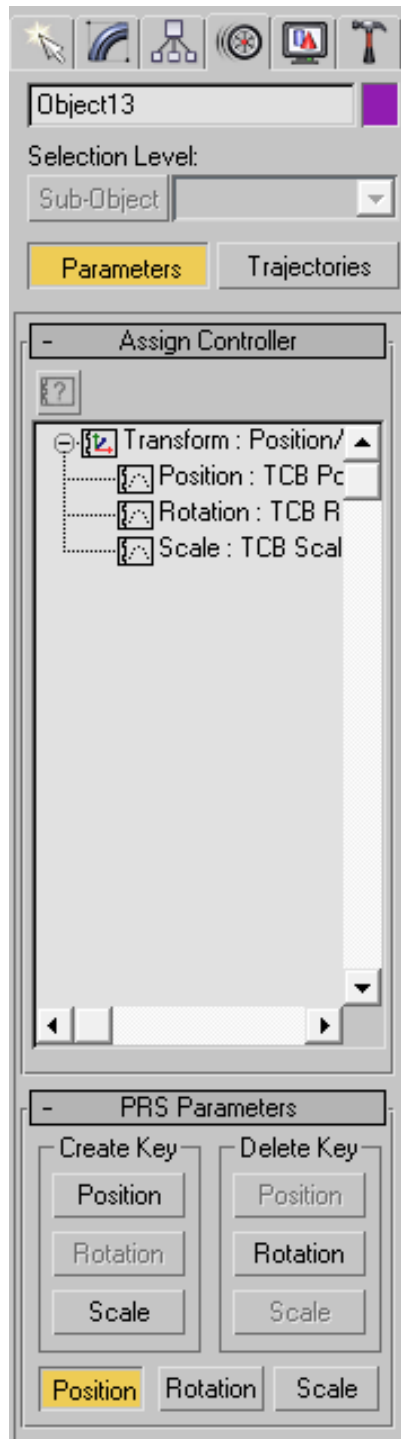 Object13
Selection Level:
Sub-Object
Parameters Trajectories
- Assign Controller
?
Transform : Position/
Position : TCB Po
Rotation : TCB R
Scale : TCB Scal
- PRS Parameters
Create Key Delete Key
Position Position
Rotation Rotation
Scale Scale
Position Rotation Scale